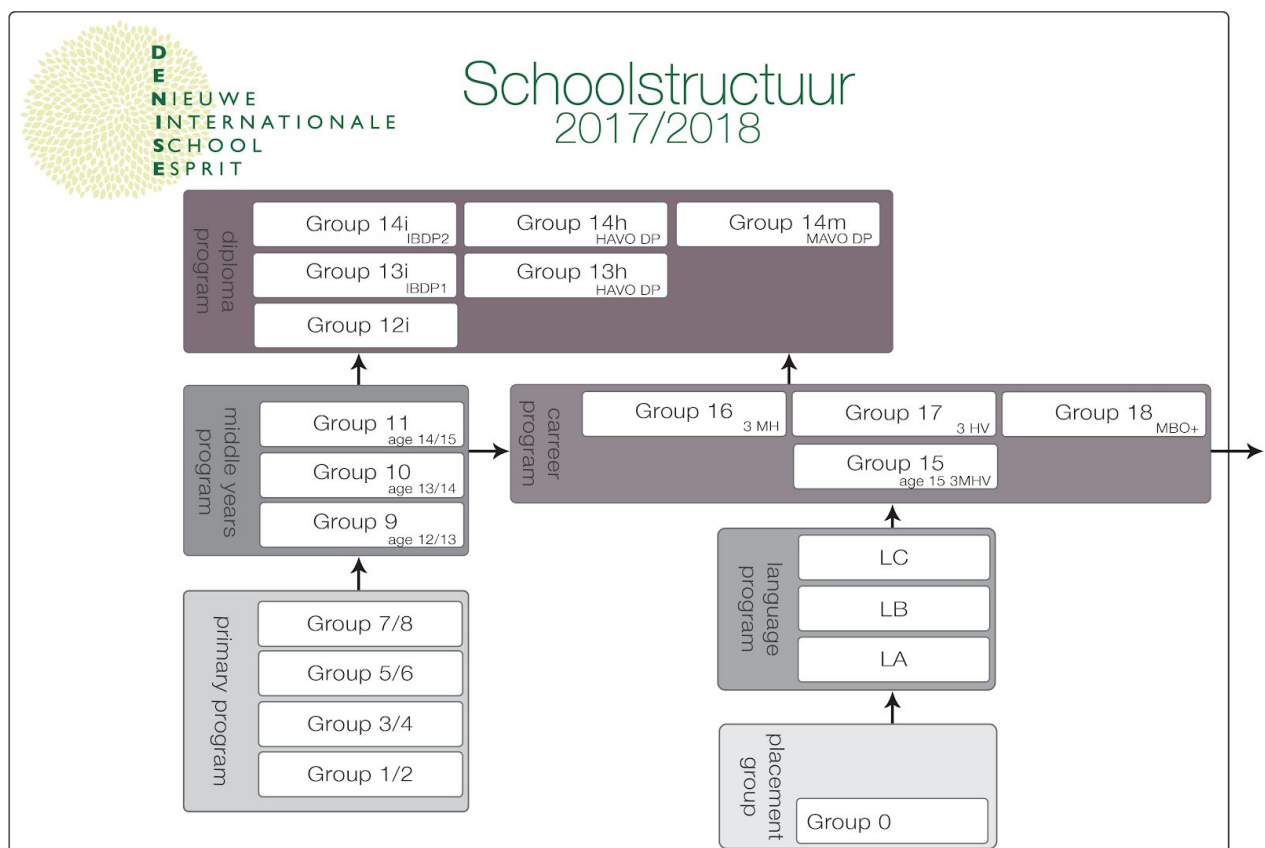 DE
NIEUWE
INTERNATIONALE
SCHOOL
ESPRIT
Schoolstructuur
2017/2018
diploma
program
Group 14i
IBDP2
Group 14h
HAVO DP
Group 14m
MAVO DP
Group 13i
IBDP1
Group 13h
HAVO DP
Group 12i
middle years
program
Group 11
age 14/15
Group 10
age 13/14
Group 9
age 12/13
carreer
program
Group 16
3 MH
Group 17
3 HV
Group 18
MBO+
Group 15
age 15 3MHV
primary program
Group 7/8
Group 5/6
Group 3/4
Group 1/2
language
program
LC
LB
LA
placement
group
Group 0